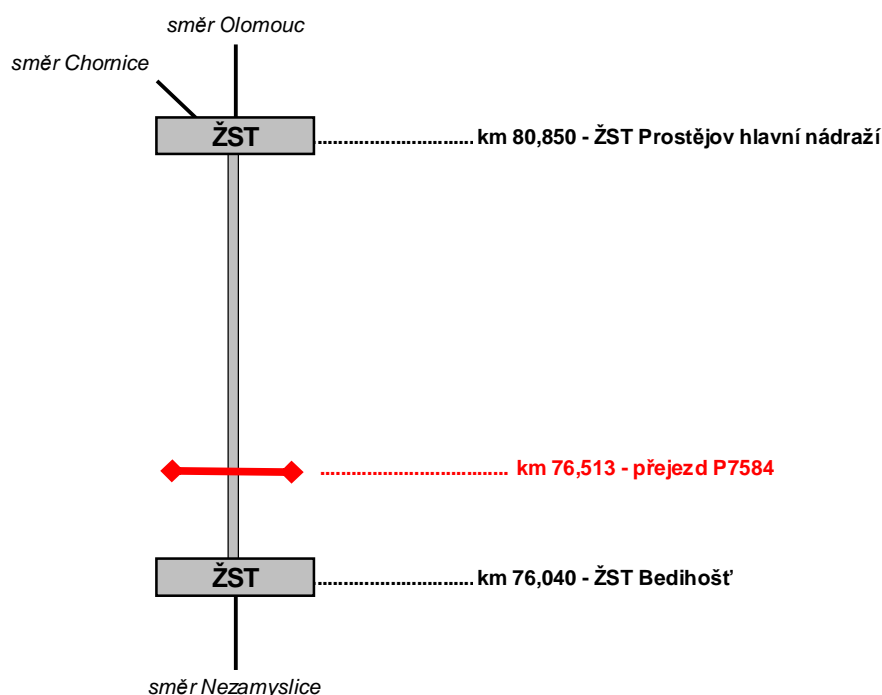 směr Olomouc
směr Chornice
ŽST
km 80,850 - ŽST Prostějov hlavní nádraží
km 76,513 - přejezd P7584
ŽST
km 76,040 - ŽST Bedihošť
směr Nezamyslice